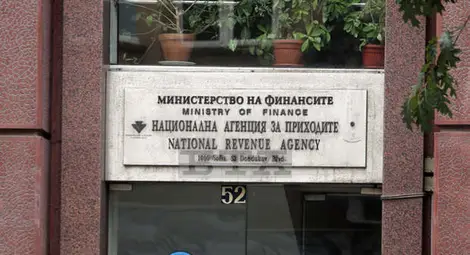 МИНИСТЕРСТВО НА ФИНАНСИТЕ
MINISTRY OF FINANCE
НАЦИОНАЛНА АГЕНЦИЯ ЗА ПРИХОДИТЕ
NATIONAL REVENUE AGENCY
52